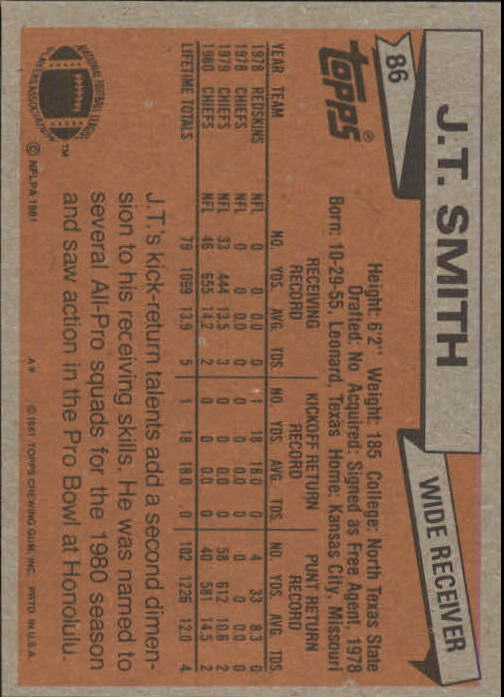 86
J.T. SMITH
WIDE RECEIVER
topps®
Height: 6'2" Weight: 185 College: North Texas State
Drafted: No Acquired: Signed as Free Agent, 1978
Born: 10-29-55, Leonard, Texas Home: Kansas City, Missouri
RECEIVING RECORD KICKOFF RETURN RECORD PUNT RETURN RECORD
YEAR TEAM NO. YDS. AVG. TDS. NO. YDS. AVG. TDS. NO. YDS. AVG. TDS.
1978 REDSKINS NFL 0 0 0.0 0 1 18 18.0 0 4 33 8.3 0
1978 CHIEFS NFL 0 0 0.0 0 0 0 0.0 0 0 0 0.0 0
1979 CHIEFS NFL 33 444 13.5 3 0 0 0.0 0 58 612 10.6 2
1980 CHIEFS NFL 46 655 14.2 2 0 0 0.0 0 40 581 14.5 2
LIFETIME TOTALS 79 1099 13.9 5 1 18 18.0 .0 102 1226 12.0 4
J.T.'s kick-return talents add a second dimen-
sion to his receiving skills. He was named to
several All-Pro squads for the 1980 season
and saw action in the Pro Bowl at Honolulu.
NATIONAL FOOTBALL LEAGUE
PLAYERS ASSOCIATION
TM
© NFLPA 1981
© 1981 TOPPS CHEWING GUM, INC. PRTD. IN U.S.A.